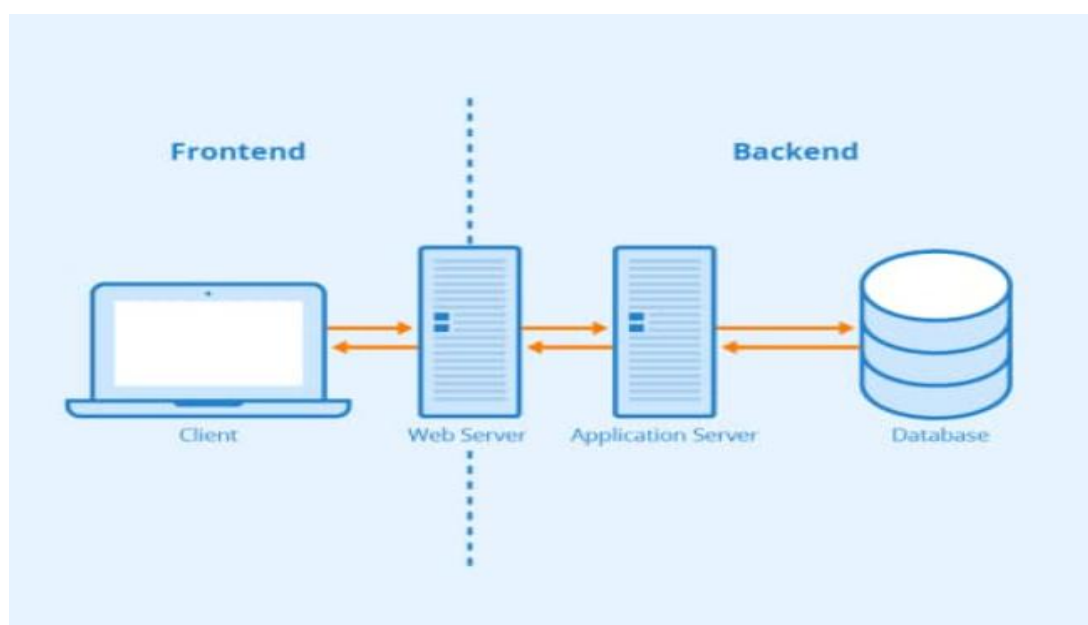 Frontend
Backend
Client
Web Server
Application Server
Database